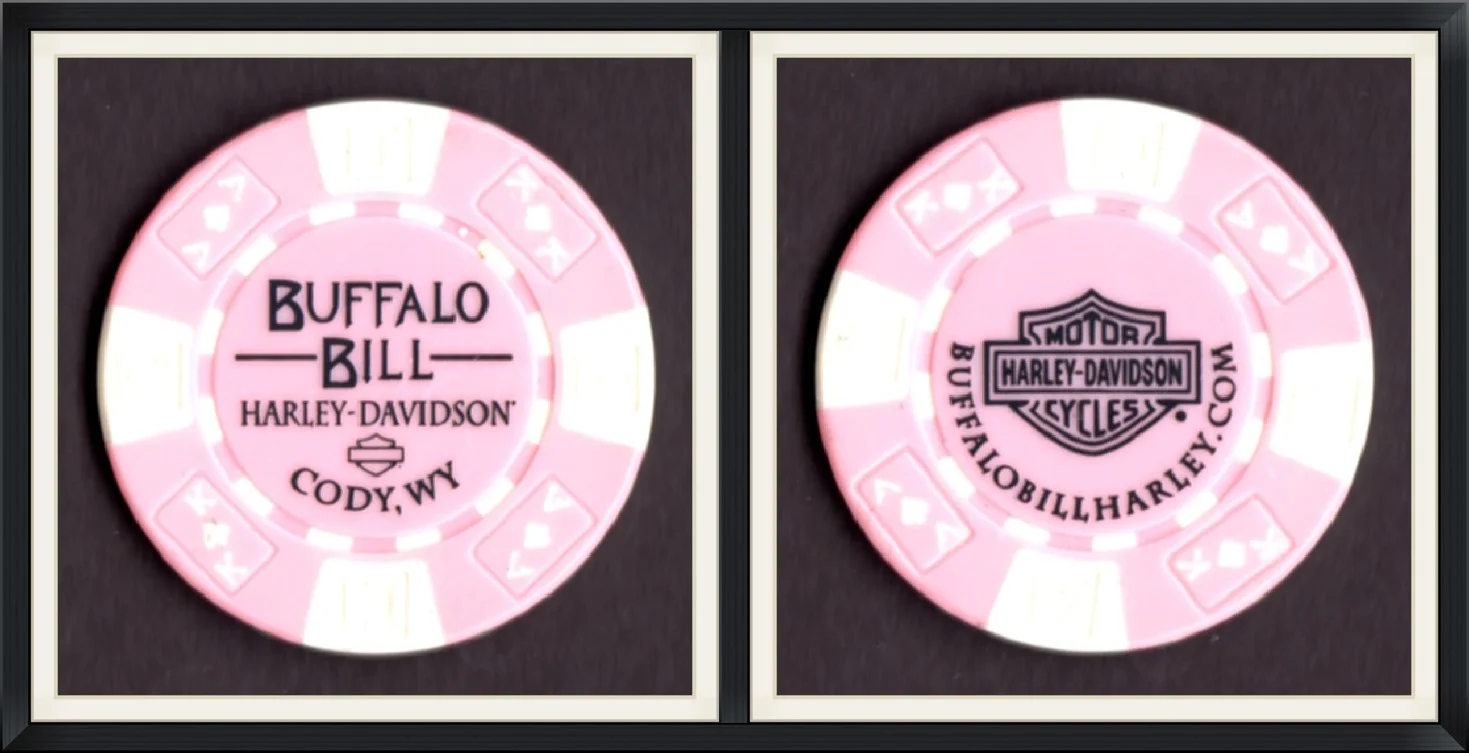 BUFFALO
BILL
HARLEY-DAVIDSON
CODY, WY
MOTOR
HARLEY-DAVIDSON
CYCLES
BUFFALOBILLHARLEY.COM